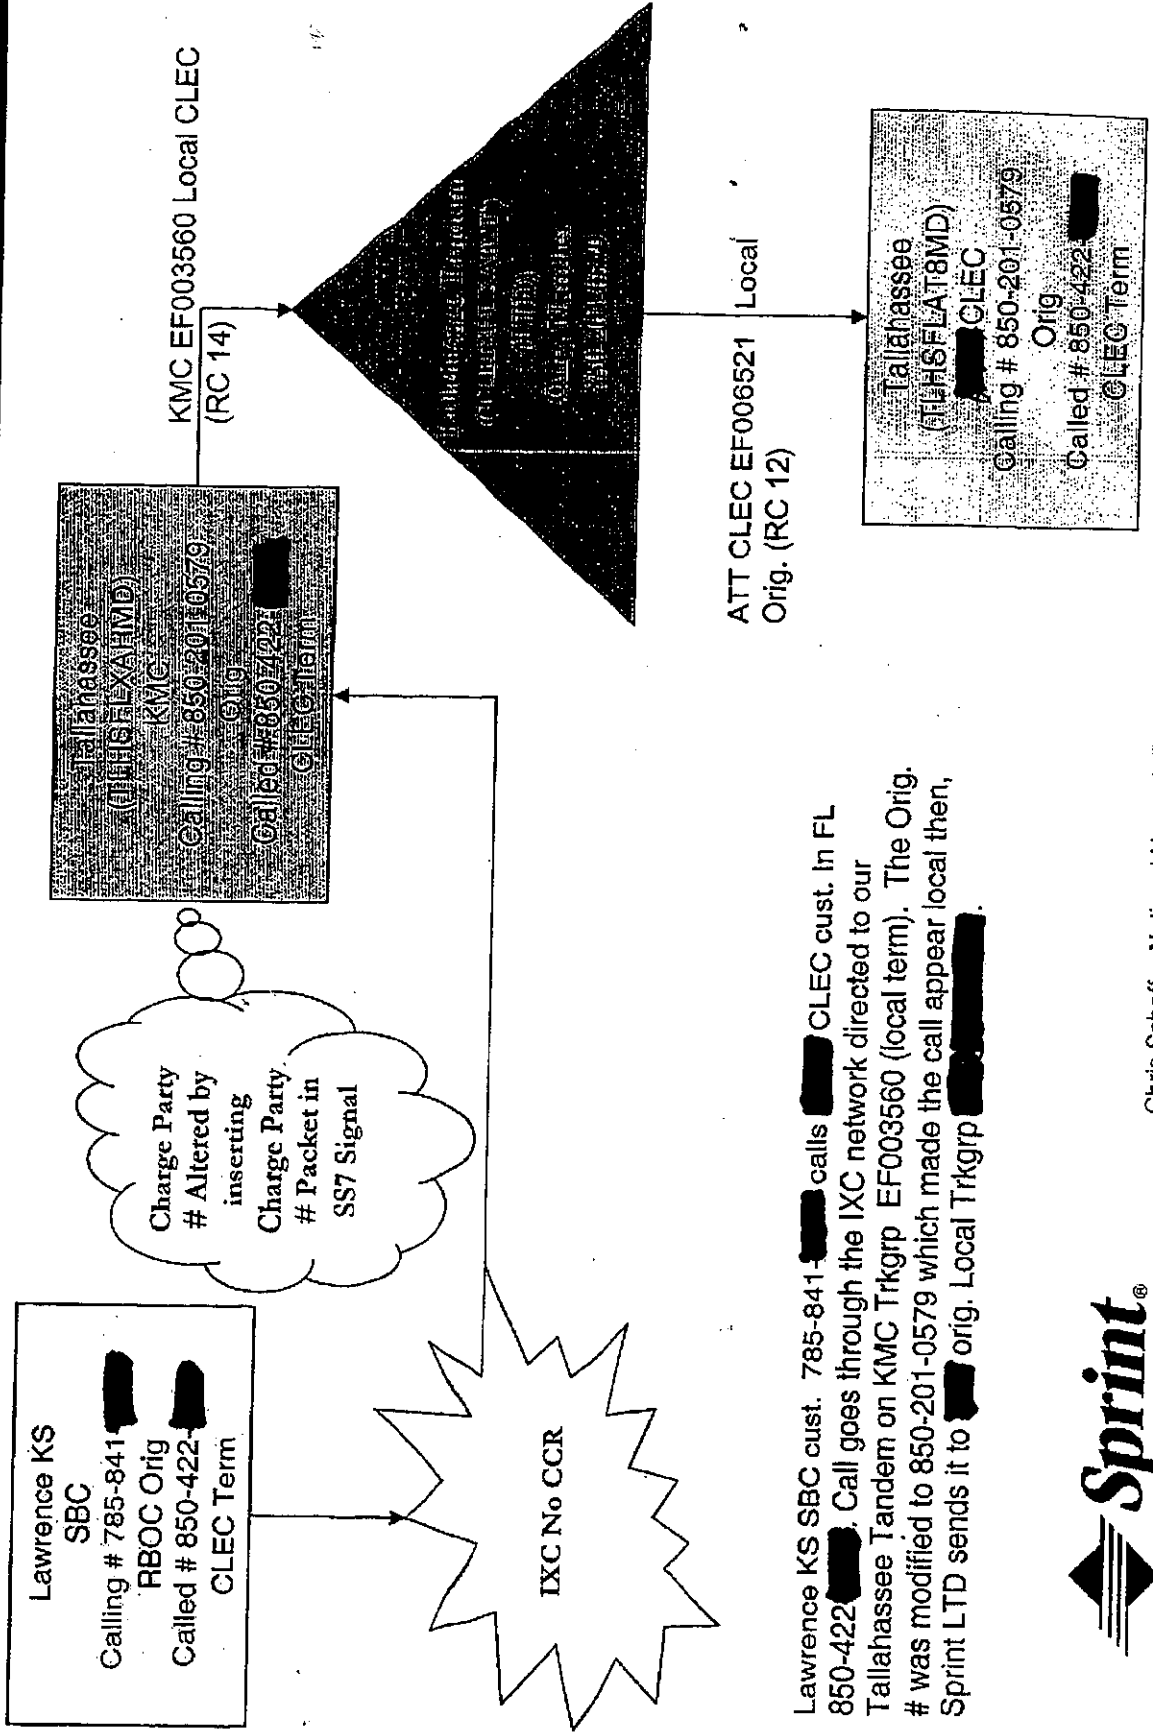 Lawrence KS
SBC
Calling # 785-841-
RBOC Orig
Called # 850-422-
CLEC Term
Charge Party
# Altered by
inserting
Charge Party
# Packet in
SS7 Signal
Tallahassee
(TLHSFLXAHMD)
KMC
Calling # 850-201-0579
Orig
Called # 850-422-
CLEC Term
KMC EF003560 Local CLEC
(RC 14)
IXC No CCR
ATT CLEC EF006521 Local
Orig. (RC 12)
Tallahassee
(TLHSFLAT8MD)
CLEC
Calling # 850-201-0579
Orig
Called # 850-422-
CLEC Term
Lawrence KS SBC cust. 785-841- calls CLEC cust. In FL
850-422 . Call goes through the IXC network directed to our
Tallahassee Tandem on KMC Trkgrp EF003560 (local term). The Orig.
# was modified to 850-201-0579 which made the call appear local then,
Sprint LTD sends it to orig. Local Trkgrp .
Sprint®